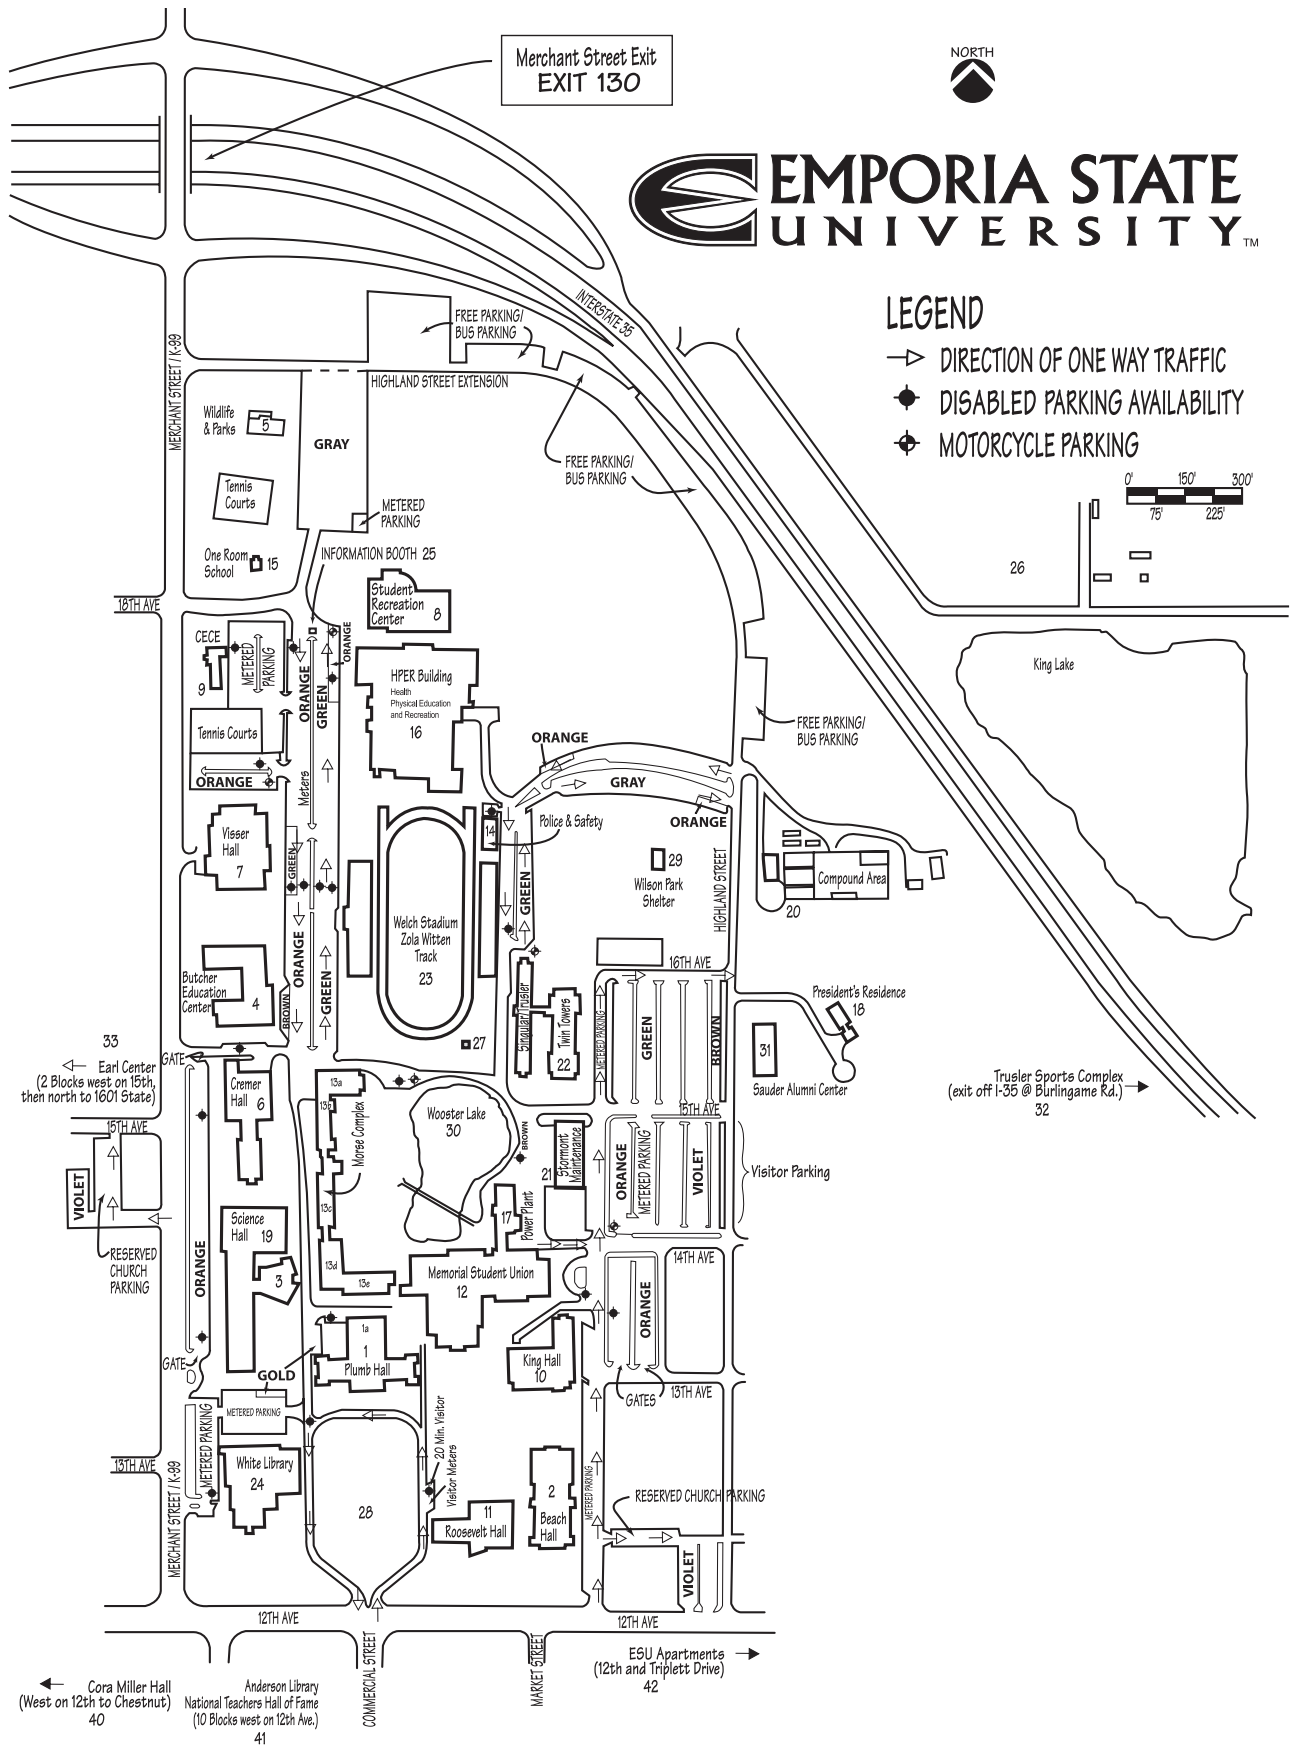 Merchant Street Exit
EXIT 130
NORTH
EMPORIA STATE
UNIVERSITY™
LEGEND
DIRECTION OF ONE WAY TRAFFIC
DISABLED PARKING AVAILABILITY
MOTORCYCLE PARKING
0' 150' 300'
75' 225'
INTERSTATE 35
FREE PARKING/
BUS PARKING
HIGHLAND STREET EXTENSION
MERCHANT STREET / K-99
Wildlife
& Parks
5
GRAY
FREE PARKING/
BUS PARKING
Tennis
Courts
METERED
PARKING
One Room
School
15
INFORMATION BOOTH 25
26
18TH AVE
Student
Recreation
Center
8
CECE
9
METERED
PARKING
ORANGE
GREEN
ORANGE
King Lake
HPER Building
Health
Physical Education
and Recreation
16
Tennis Courts
ORANGE
Meters
FREE PARKING/
BUS PARKING
ORANGE
GRAY
ORANGE
Visser
Hall
7
GREEN
14
Police & Safety
29
Wilson Park
Shelter
HIGHLAND STREET
Compound Area
20
GREEN
Welch Stadium
Zola Witten
Track
23
ORANGE
GREEN
BROWN
Butcher
Education
Center
4
16TH AVE
Singular/Trusler
Twin Towers
22
METERED PARKING
GREEN
BROWN
President's Residence
18
31
Sauder Alumni Center
27
33
Earl Center
(2 Blocks west on 15th,
then north to 1601 State)
GATE
Cremer
Hall
6
13a
13b
13c
13d
13e
Morse Complex
Wooster Lake
30
BROWN
Trusler Sports Complex
(exit off I-35 @ Burlingame Rd.)
32
15TH AVE
15TH AVE
Stormont
Maintenance
21
ORANGE
METERED PARKING
VIOLET
Visitor Parking
VIOLET
RESERVED
CHURCH
PARKING
ORANGE
Science
Hall 19
3
17
Power Plant
14TH AVE
Memorial Student Union
12
ORANGE
1a
1
Plumb Hall
King Hall
10
GATE
GOLD
GATES
13TH AVE
METERED PARKING
METERED PARKING
20 Min. Visitor
Visitor Meters
13TH AVE
MERCHANT STREET / K-99
White Library
24
28
11
Roosevelt Hall
2
Beach
Hall
METERED PARKING
RESERVED CHURCH PARKING
VIOLET
12TH AVE
12TH AVE
COMMERCIAL STREET
MARKET STREET
ESU Apartments
(12th and Triplett Drive)
42
Cora Miller Hall
(West on 12th to Chestnut)
40
Anderson Library
National Teachers Hall of Fame
(10 Blocks west on 12th Ave.)
41